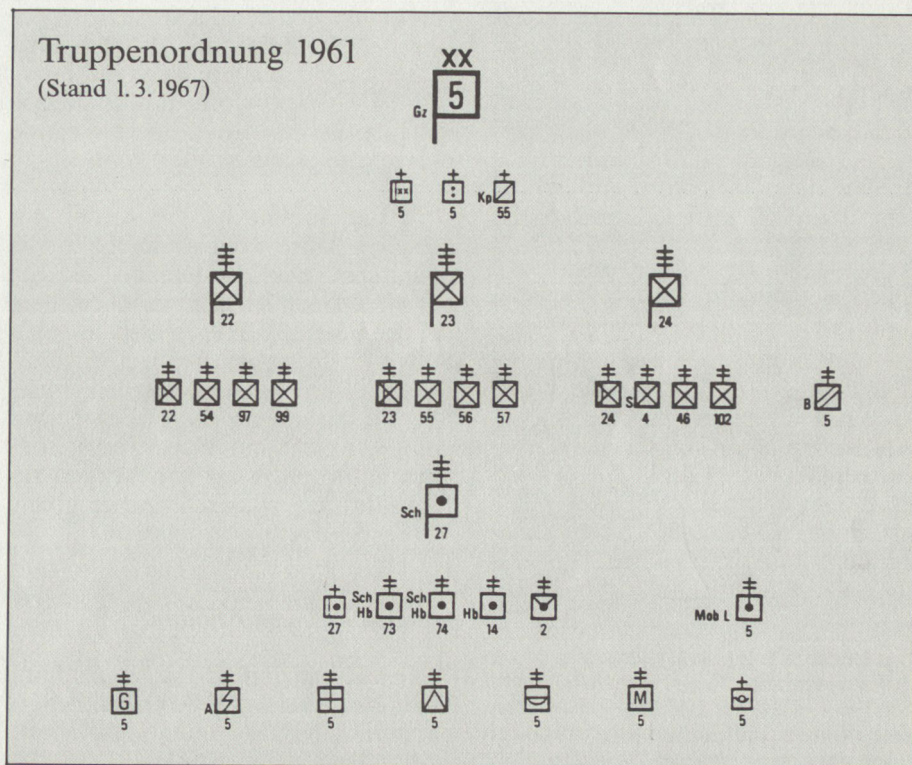 Truppenordnung 1961
(Stand 1.3.1967)
XX
5
Gz
xx
Kp
5 5 55
22 23 24
S
B
22 54 97 99 23 55 56 57 24 4 46 102 5
Sch
27
Sch Sch
Hb Hb Hb Mob L
27 73 74 14 2 5
G A M
5 5 5 5 5 5 5